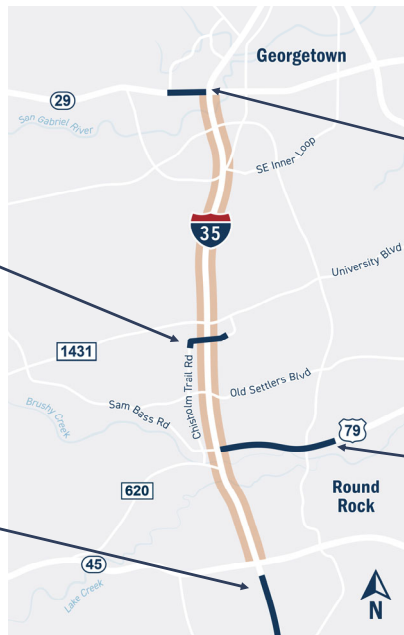 Georgetown
29
San Gabriel River
SE Inner Loop
35
University Blvd
1431
Chisholm Trail Rd
Old Settlers Blvd
Sam Bass Rd
Brushy Creek
79
620
Round
Rock
45
Lake Creek
N